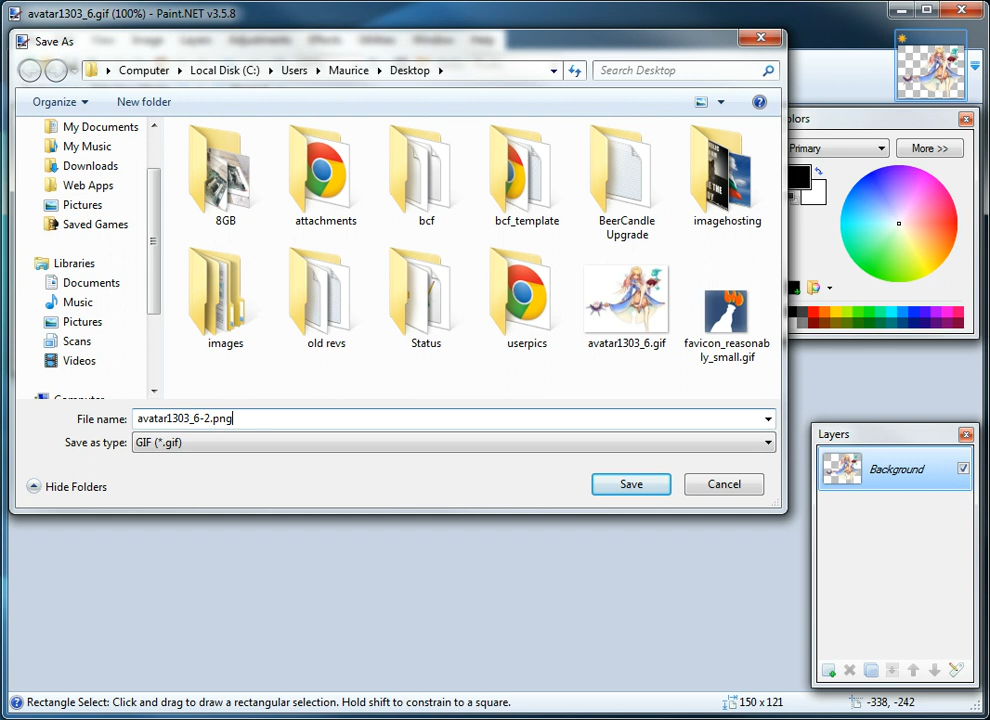 avatar1303_6.gif (100%) - Paint.NET v3.5.8
Save As
Computer Local Disk (C:) Users Maurice Desktop
Search Desktop
Organize
New folder
My Documents
My Music
Downloads
Web Apps
Pictures
Saved Games
Libraries
Documents
Music
Pictures
Scans
Videos
Computer
8GB
attachments
bcf
bcf_template
BeerCandle
Upgrade
imagehosting
images
old revs
Status
userpics
avatar1303_6.gif
favicon_reasonab
ly_small.gif
File name: avatar1303_6-2.png
Save as type: GIF (*.gif)
Hide Folders
Save
Cancel
olors
Primary
More >>
Layers
Background
Rectangle Select: Click and drag to draw a rectangular selection. Hold shift to constrain to a square.
150 x 121
-338, -242